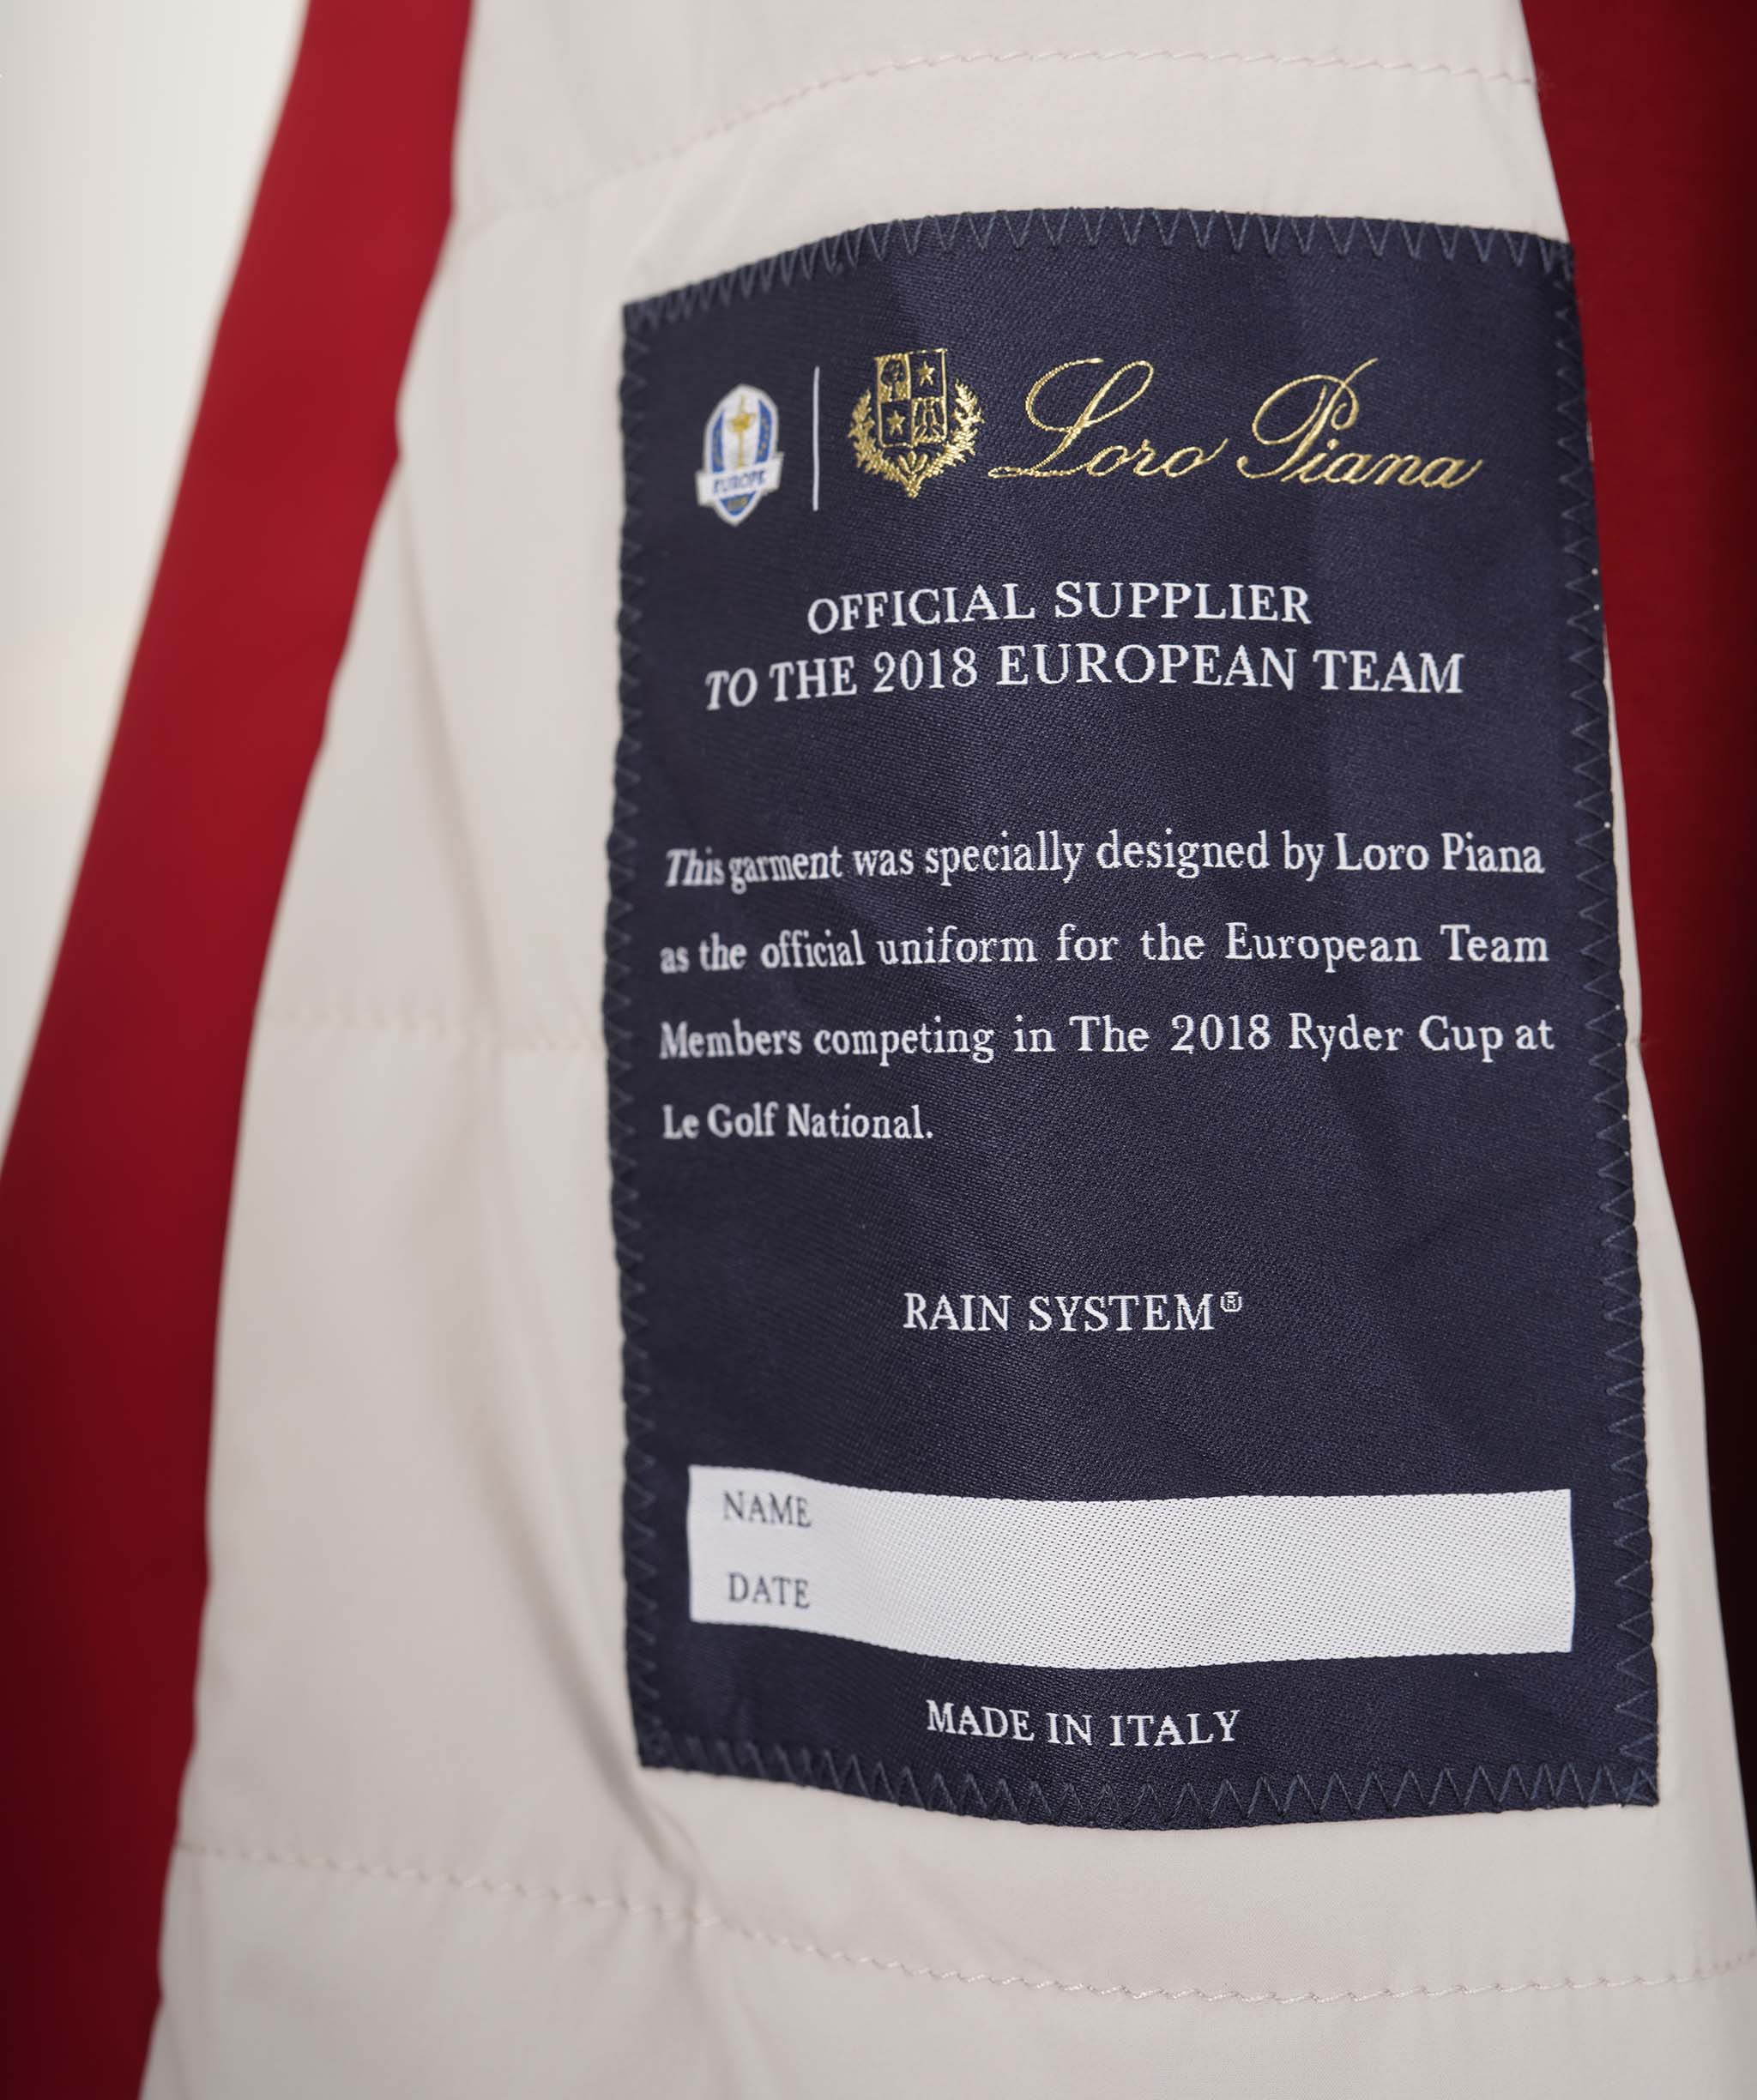 EUROPE
Loro Piana
OFFICIAL SUPPLIER
TO THE 2018 EUROPEAN TEAM
This garment was specially designed by Loro Piana
as the official uniform for the European Team
Members competing in The 2018 Ryder Cup at
Le Golf National.
RAIN SYSTEM®
NAME
DATE
MADE IN ITALY